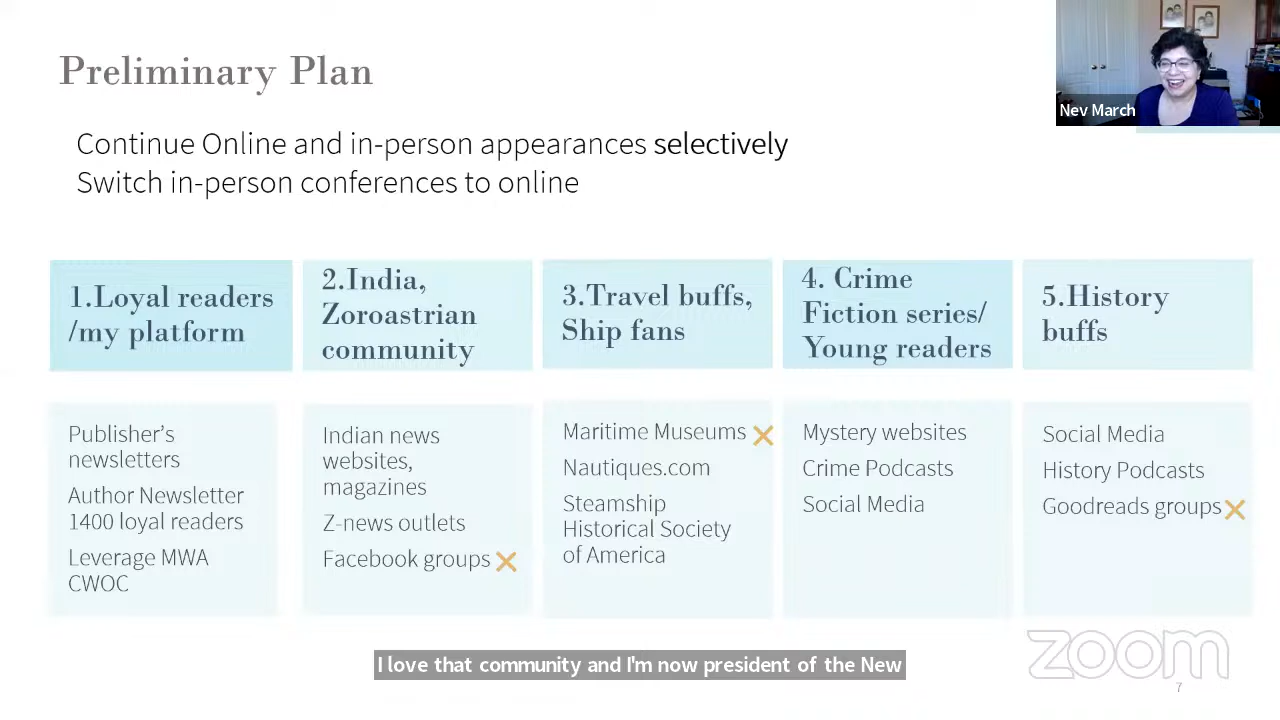 Preliminary Plan
Nev March
Continue Online and in-person appearances selectively
Switch in-person conferences to online
1.Loyal readers
/my platform
2.India,
Zoroastrian
community
3.Travel buffs,
Ship fans
4. Crime
Fiction series/
Young readers
5.History
buffs
Publisher’s
newsletters
Author Newsletter
1400 loyal readers
Leverage MWA
CWOC
Indian news
websites,
magazines
Z-news outlets
Facebook groups
Maritime Museums
Nautiques.com
Steamship
Historical Society
of America
Mystery websites
Crime Podcasts
Social Media
Social Media
History Podcasts
Goodreads groups
I love that community and I'm now president of the New
zoom
7